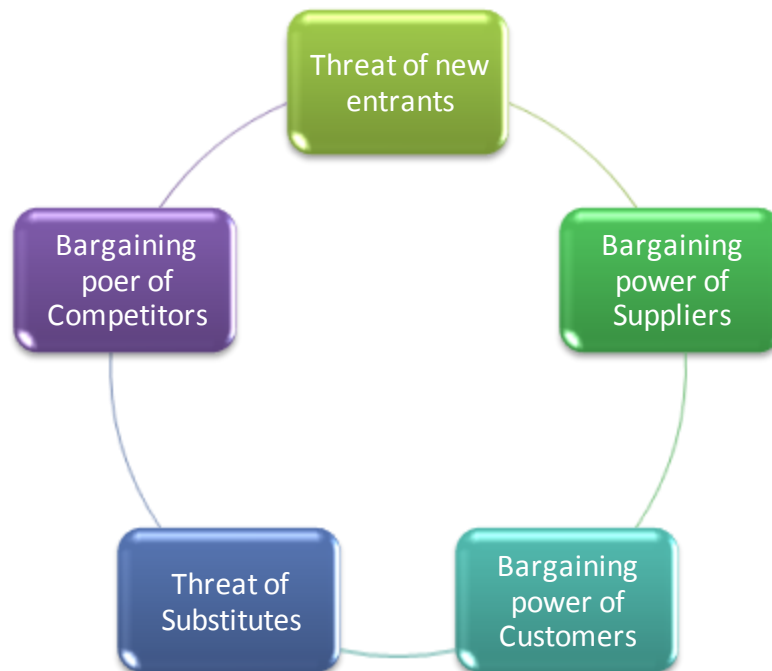 Threat of new
entrants
Bargaining
power of
Suppliers
Bargaining
power of
Customers
Threat of
Substitutes
Bargaining
poer of
Competitors